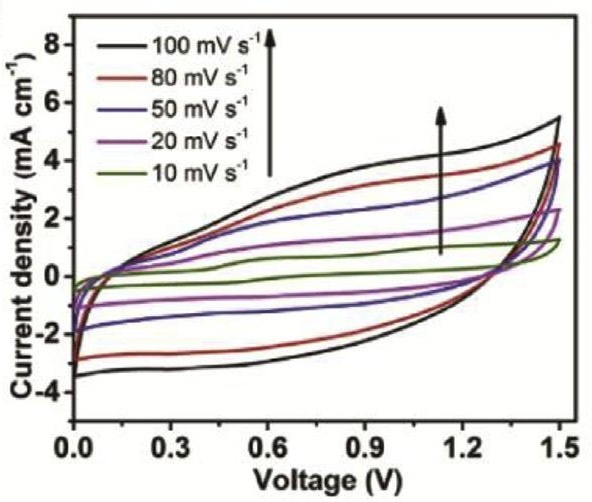 100 mV s⁻¹
80 mV s⁻¹
50 mV s⁻¹
20 mV s⁻¹
10 mV s⁻¹
Current density (mA cm⁻¹)
8
6
4
2
0
-2
-4
0.0 0.3 0.6 0.9 1.2 1.5
Voltage (V)